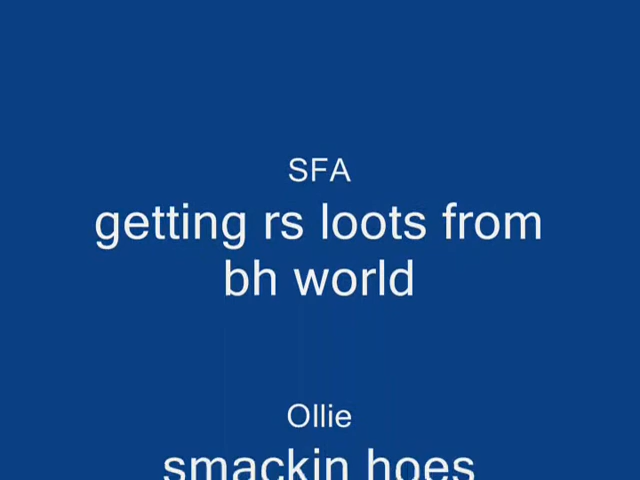 SFA
getting rs loots from
bh world
Ollie
smackin hoes